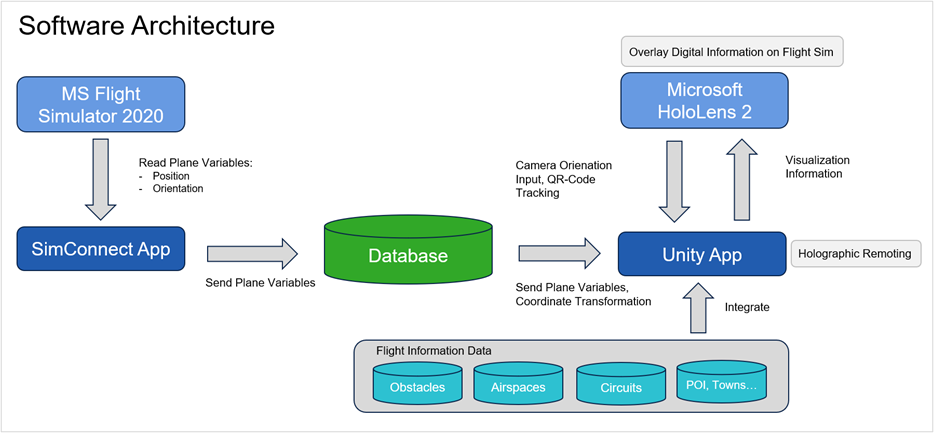 Software Architecture
Overlay Digital Information on Flight Sim
MS Flight
Simulator 2020
Microsoft
HoloLens 2
Read Plane Variables:
- Position
- Orientation
Camera Orienation
Input, QR-Code
Tracking
Visualization
Information
SimConnect App
Send Plane Variables
Database
Send Plane Variables,
Coordinate Transformation
Unity App
Holographic Remoting
Integrate
Flight Information Data
Obstacles
Airspaces
Circuits
POI, Towns...